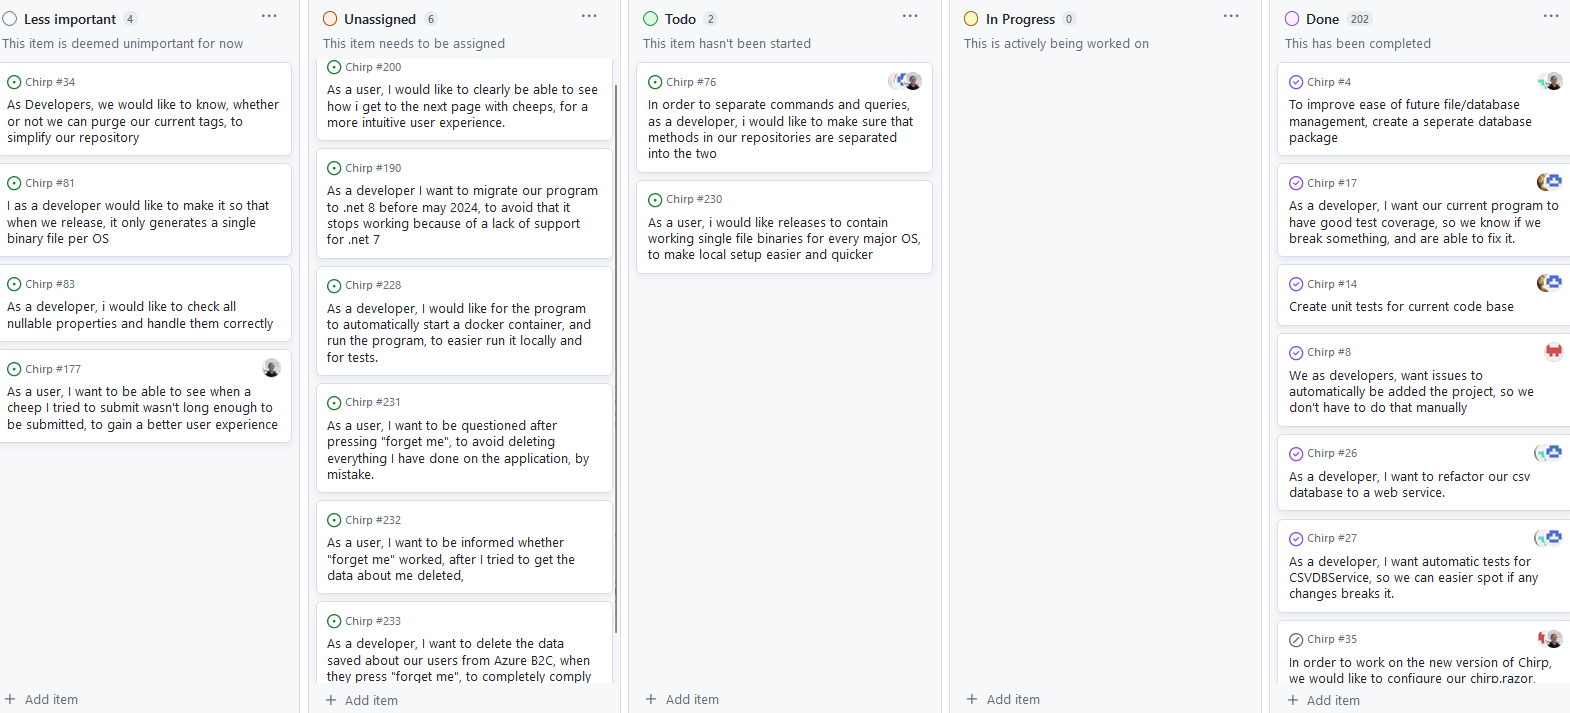 Less important 4 ...
This item is deemed unimportant for now
Chirp #34
As Developers, we would like to know, whether
or not we can purge our current tags, to
simplify our repository
Chirp #81
I as a developer would like to make it so that
when we release, it only generates a single
binary file per OS
Chirp #83
As a developer, i would like to check all
nullable properties and handle them correctly
Chirp #177
As a user, I want to be able to see when a
cheep I tried to submit wasn't long enough to
be submitted, to gain a better user experience
+ Add item
Unassigned 6 ...
This item needs to be assigned
Chirp #200
As a user, I would like to clearly be able to see
how i get to the next page with cheeps, for a
more intuitive user experience.
Chirp #190
As a developer I want to migrate our program
to .net 8 before may 2024, to avoid that it
stops working because of a lack of support
for .net 7
Chirp #228
As a developer, I would like for the program
to automatically start a docker container, and
run the program, to easier run it locally and
for tests.
Chirp #231
As a user, I want to be questioned after
pressing "forget me", to avoid deleting
everything I have done on the application, by
mistake.
Chirp #232
As a user, I want to be informed whether
"forget me" worked, after I tried to get the
data about me deleted,
Chirp #233
As a developer, I want to delete the data
saved about our users from Azure B2C, when
they press "forget me", to completely comply
+ Add item
Todo 2 ...
This item hasn't been started
Chirp #76
In order to separate commands and queries,
as a developer, i would like to make sure that
methods in our repositories are separated
into the two
Chirp #230
As a user, i would like releases to contain
working single file binaries for every major OS,
to make local setup easier and quicker
+ Add item
In Progress 0 ...
This is actively being worked on
+ Add item
Done 202 ...
This has been completed
Chirp #4
To improve ease of future file/database
management, create a seperate database
package
Chirp #17
As a developer, I want our current program to
have good test coverage, so we know if we
break something, and are able to fix it.
Chirp #14
Create unit tests for current code base
Chirp #8
We as developers, want issues to
automatically be added the project, so we
don't have to do that manually
Chirp #26
As a developer, I want to refactor our csv
database to a web service.
Chirp #27
As a developer, I want automatic tests for
CSVDBService, so we can easier spot if any
changes breaks it.
Chirp #35
In order to work on the new version of Chirp,
we would like to configure our chirp.razor,
+ Add item